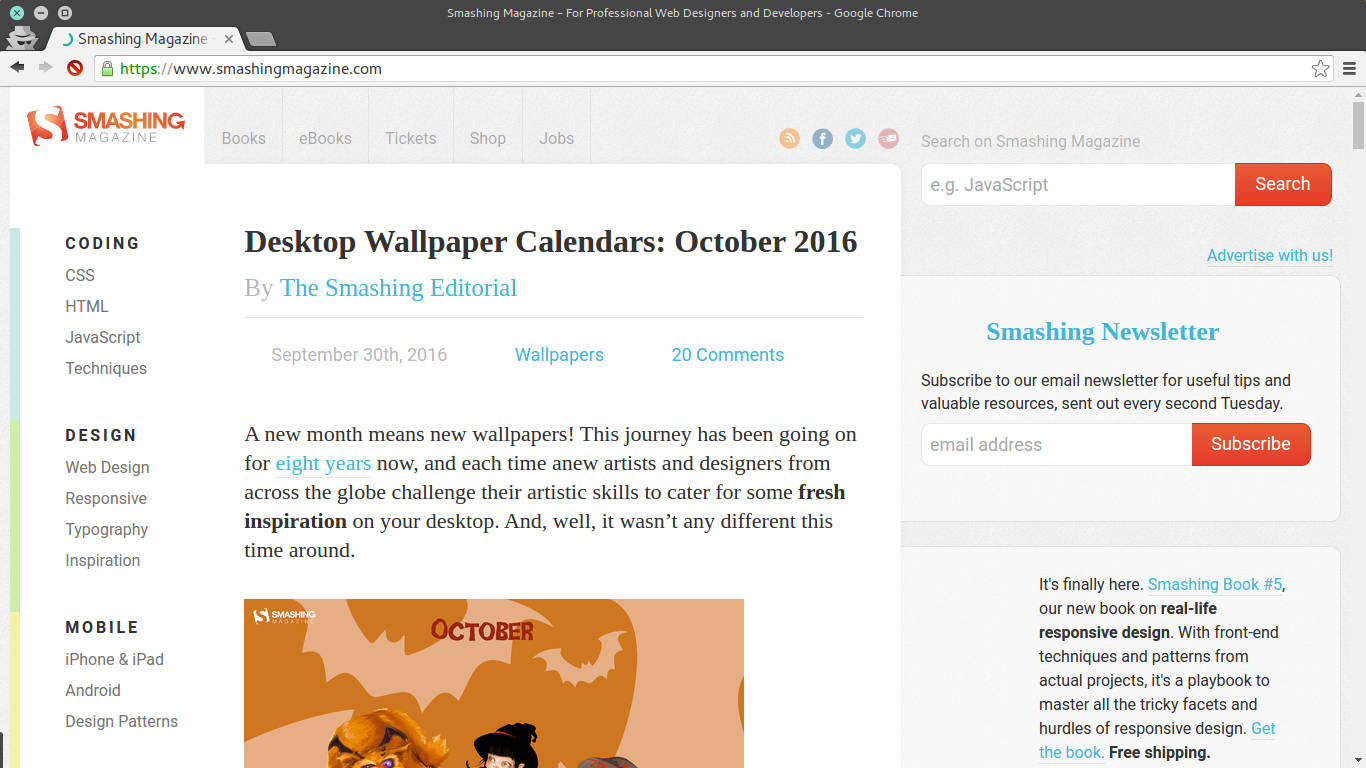 Smashing Magazine – For Professional Web Designers and Developers - Google Chrome
Smashing Magazine
https://www.smashingmagazine.com
SMASHING
MAGAZINE
Books eBooks Tickets Shop Jobs
Search on Smashing Magazine
e.g. JavaScript Search
Advertise with us!
CODING
CSS
HTML
JavaScript
Techniques
DESIGN
Web Design
Responsive
Typography
Inspiration
MOBILE
iPhone & iPad
Android
Design Patterns
Desktop Wallpaper Calendars: October 2016
By The Smashing Editorial
September 30th, 2016 Wallpapers 20 Comments
A new month means new wallpapers! This journey has been going on
for eight years now, and each time anew artists and designers from
across the globe challenge their artistic skills to cater for some fresh
inspiration on your desktop. And, well, it wasn’t any different this
time around.
SMASHING
MAGAZINE
OCTOBER
Smashing Newsletter
Subscribe to our email newsletter for useful tips and
valuable resources, sent out every second Tuesday.
email address Subscribe
It's finally here. Smashing Book #5,
our new book on real-life
responsive design. With front-end
techniques and patterns from
actual projects, it's a playbook to
master all the tricky facets and
hurdles of responsive design. Get
the book. Free shipping.